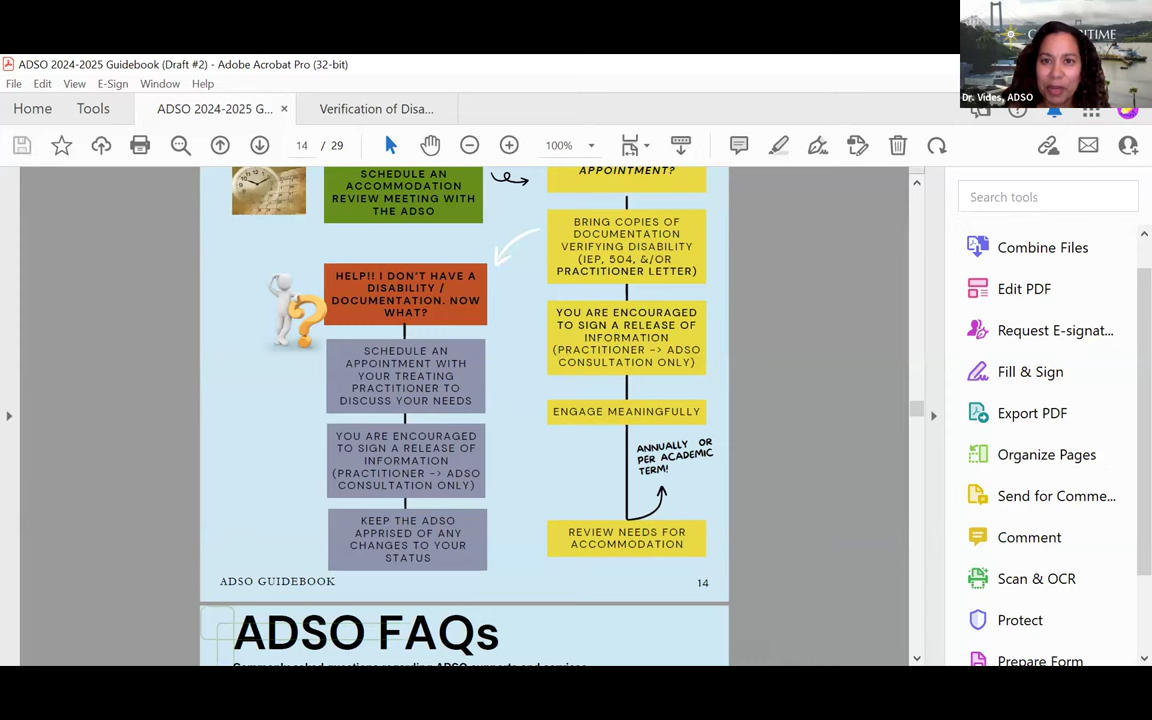 ADSO 2024-2025 Guidebook (Draft #2) - Adobe Acrobat Pro (32-bit)
File Edit View E-Sign Window Help
Home Tools ADSO 2024-2025 G... × Verification of Disa...
14 / 29 100%
Dr. Vides, ADSO
SCHEDULE AN
ACCOMMODATION
REVIEW MEETING WITH
THE ADSO
HELP!! I DON'T HAVE A
DISABILITY /
DOCUMENTATION. NOW
WHAT?
SCHEDULE AN
APPOINTMENT WITH
YOUR TREATING
PRACTITIONER TO
DISCUSS YOUR NEEDS
YOU ARE ENCOURAGED
TO SIGN A RELEASE OF
INFORMATION
(PRACTITIONER -> ADSO
CONSULTATION ONLY)
KEEP THE ADSO
APPRISED OF ANY
CHANGES TO YOUR
STATUS
APPOINTMENT?
BRING COPIES OF
DOCUMENTATION
VERIFYING DISABILITY
(IEP, 504, &/OR
PRACTITIONER LETTER)
YOU ARE ENCOURAGED
TO SIGN A RELEASE OF
INFORMATION
(PRACTITIONER -> ADSO
CONSULTATION ONLY)
ENGAGE MEANINGFULLY
ANNUALLY OR
PER ACADEMIC
TERM!
REVIEW NEEDS FOR
ACCOMMODATION
ADSO GUIDEBOOK 14
ADSO FAQs
Search tools
Combine Files
Edit PDF
Request E-signat...
Fill & Sign
Export PDF
Organize Pages
Send for Comme...
Comment
Scan & OCR
Protect
Prepare Form